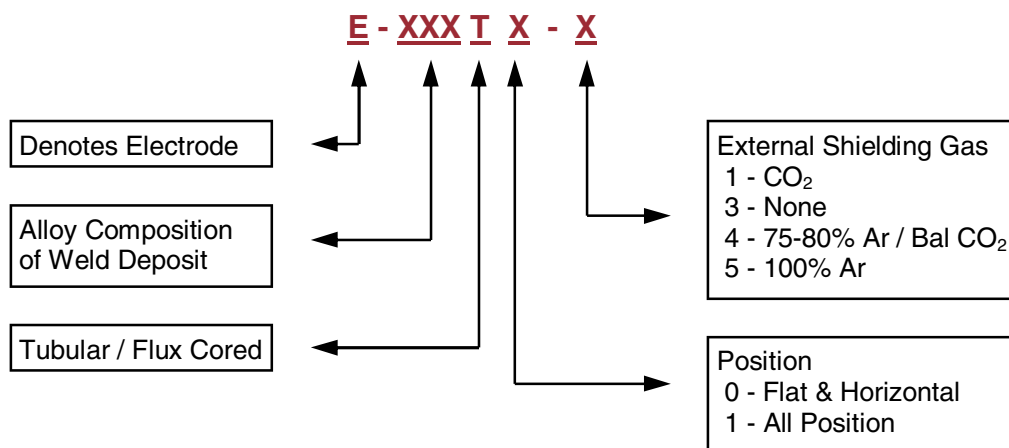 E - XXX T X - X
Denotes Electrode
Alloy Composition
of Weld Deposit
Tubular / Flux Cored
External Shielding Gas
1 - CO₂
3 - None
4 - 75-80% Ar / Bal CO₂
5 - 100% Ar
Position
0 - Flat & Horizontal
1 - All Position